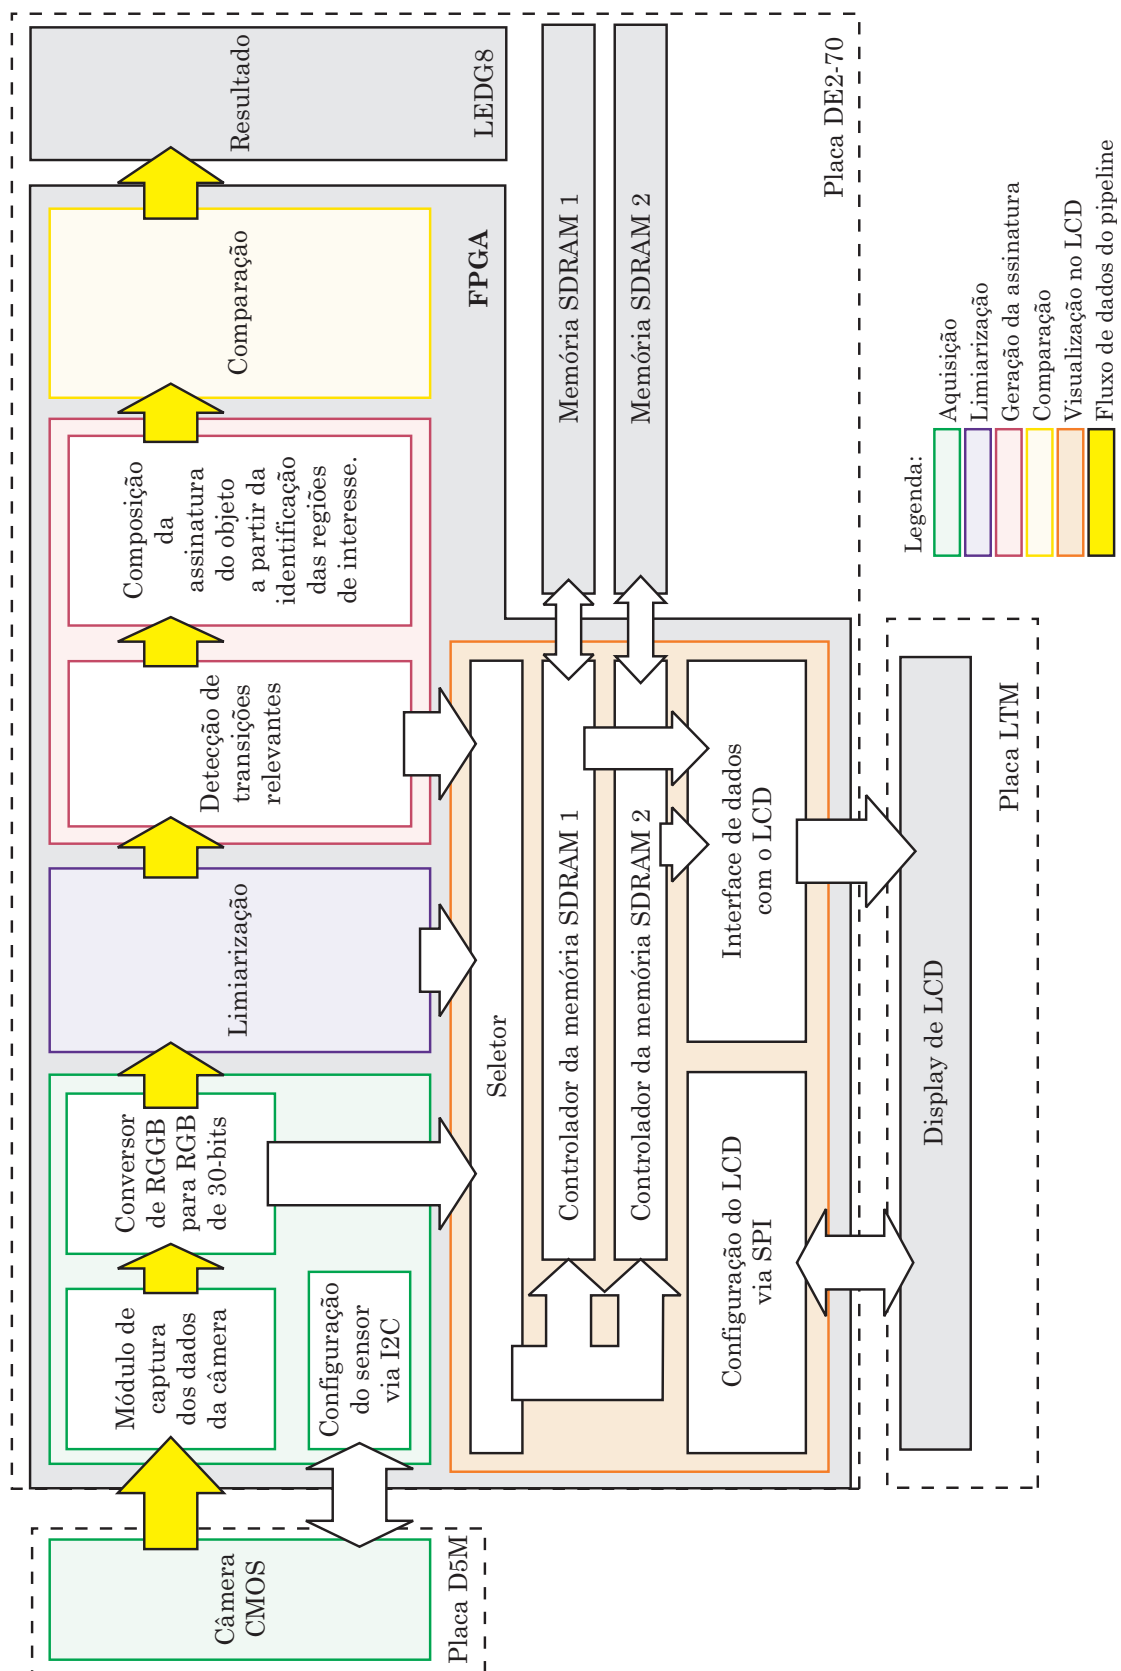 Câmera
CMOS
Placa D5M
Módulo de
captura
dos dados
da câmera
Configuração
do sensor
via I2C
Conversor
de RGGB
para RGB
de 30-bits
Limiarização
Detecção de
transições
relevantes
Composição
da
assinatura
do objeto
a partir da
identificação
das regiões
de interesse.
Comparação
FPGA
Resultado
LEDG8
Seletor
Controlador da memória SDRAM 1
Controlador da memória SDRAM 2
Memória SDRAM 1
Memória SDRAM 2
Configuração do LCD
via SPI
Interface de dados
com o LCD
Placa DE2-70
Display de LCD
Placa LTM
Legenda:
Aquisição
Limiarização
Geração da assinatura
Comparação
Visualização no LCD
Fluxo de dados do pipeline